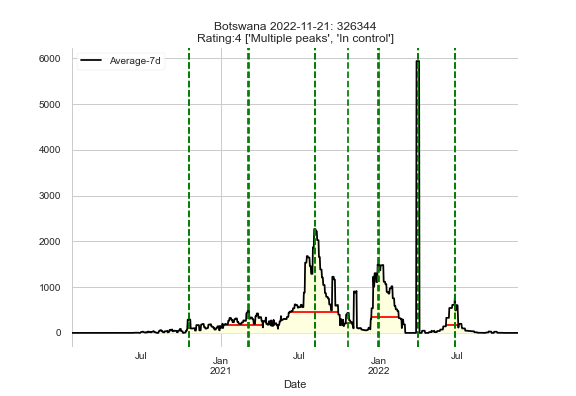 Botswana 2022-11-21: 326344
Rating:4 ['Multiple peaks', 'In control']
Average-7d
6000
5000
4000
3000
2000
1000
0
Jul
Jan
2021
Jul
Jan
2022
Jul
Date